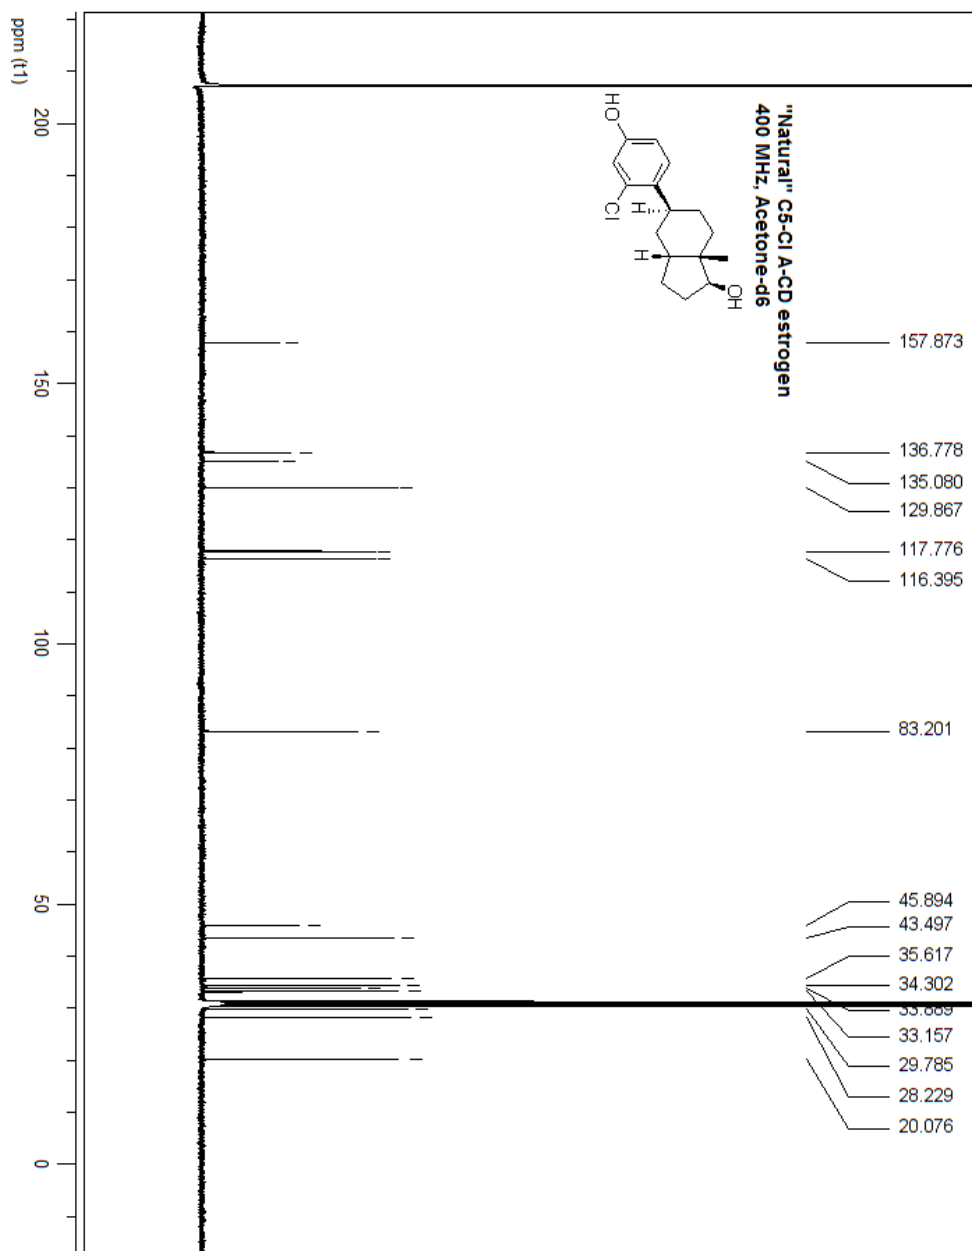 "Natural" C5-Cl A-CD estrogen
400 MHz, Acetone-d6
HO
Cl
H
H
OH
157.873
136.778
135.080
129.867
117.776
116.395
83.201
45.894
43.497
35.617
34.302
33.889
33.157
29.785
28.229
20.076
200
150
100
50
0
ppm (t1)